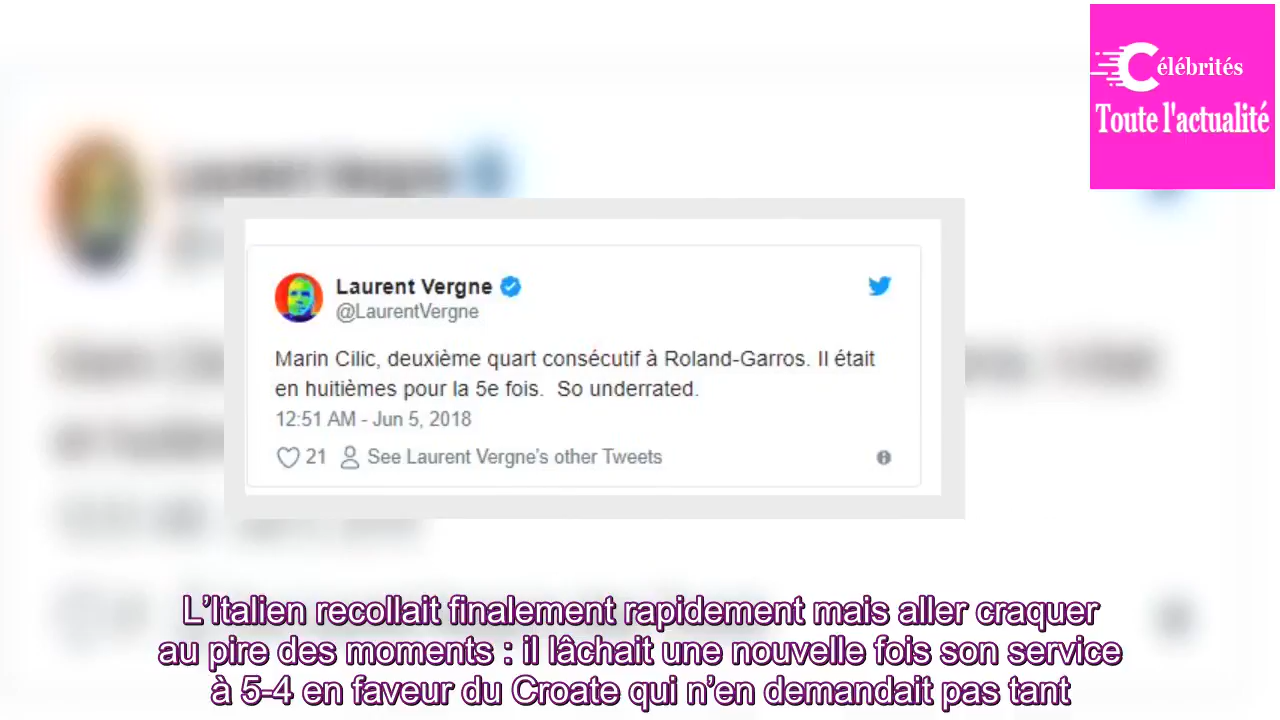 Célébrités
Toute l'actualité
Laurent Vergne
@LaurentVergne
Marin Cilic, deuxième quart consécutif à Roland-Garros. Il était
en huitièmes pour la 5e fois.  So underrated.
12:51 AM - Jun 5, 2018
21 See Laurent Vergne's other Tweets
L’Italien recollait finalement rapidement mais aller craquer
au pire des moments : il lâchait une nouvelle fois son service
à 5-4 en faveur du Croate qui n’en demandait pas tant